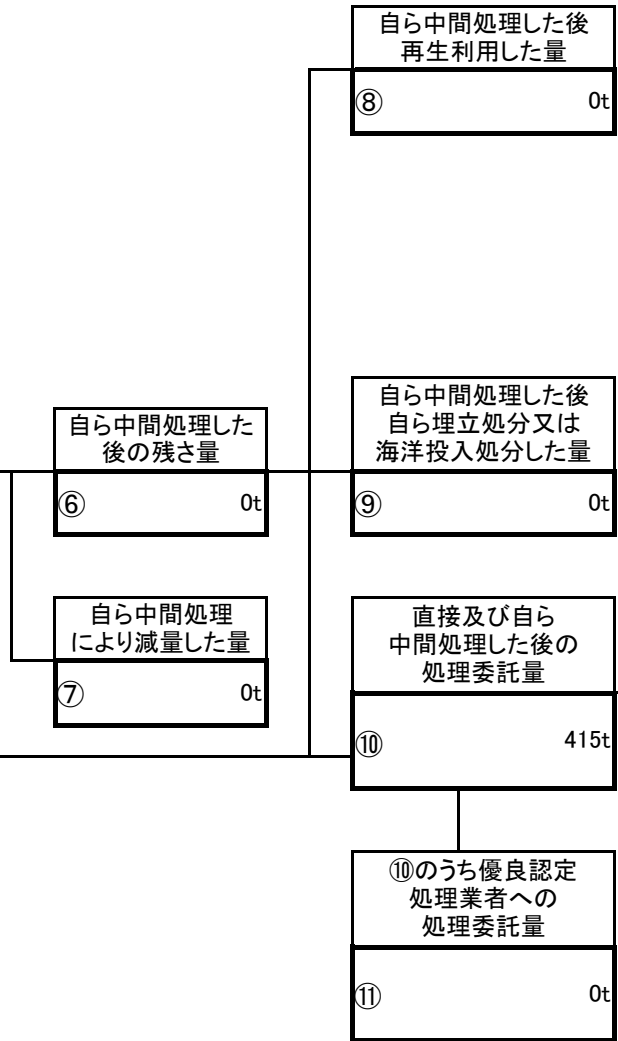 自ら中間処理した後
再生利用した量
⑧ 0t
自ら中間処理した
後の残さ量
⑥ 0t
自ら中間処理した後
自ら埋立処分又は
海洋投入処分した量
⑨ 0t
自ら中間処理
により減量した量
⑦ 0t
直接及び自ら
中間処理した後の
処理委託量
⑩ 415t
⑩のうち優良認定
処理業者への
処理委託量
⑪ 0t